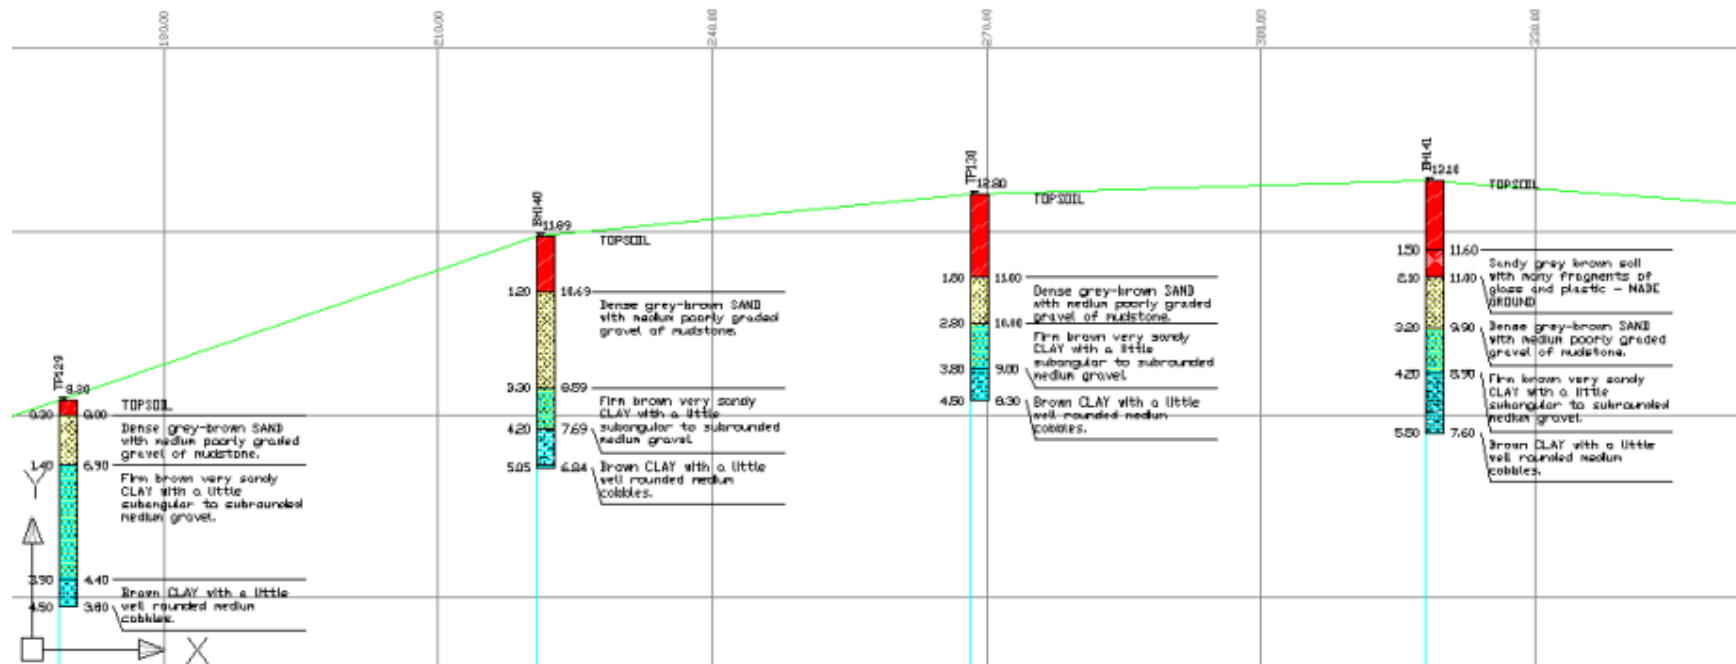 180.00
210.00
240.00
270.00
300.00
330.00
TP129
8.30
0.30
8.00
TOPSOIL
Dense grey-brown SAND
with medium poorly graded
gravel of mudstone.
1.40
6.90
Firm brown very sandy
CLAY with a little
subangular to subrounded
medium gravel.
3.90
4.40
Brown CLAY with a little
well rounded medium
cobbles.
4.50
3.80
Y
X
BH140
11.89
TOPSOIL
1.20
10.69
Dense grey-brown SAND
with medium poorly graded
gravel of mudstone.
3.30
8.59
Firm brown very sandy
CLAY with a little
subangular to subrounded
medium gravel.
4.20
7.69
5.05
6.84
Brown CLAY with a little
well rounded medium
cobbles.
TP130
12.80
TOPSOIL
1.80
11.00
Dense grey-brown SAND
with medium poorly graded
gravel of mudstone.
2.80
10.00
Firm brown very sandy
CLAY with a little
subangular to subrounded
medium gravel.
3.80
9.00
4.50
8.30
Brown CLAY with a little
well rounded medium
cobbles.
BH141
13.10
TOPSOIL
1.50
11.60
Sandy grey brown soil
with many fragments of
glass and plastic - MADE
GROUND
2.10
11.00
3.20
9.90
Dense grey-brown SAND
with medium poorly graded
gravel of mudstone.
4.20
8.90
Firm brown very sandy
CLAY with a little
subangular to subrounded
medium gravel.
5.50
7.60
Brown CLAY with a little
well rounded medium
cobbles.